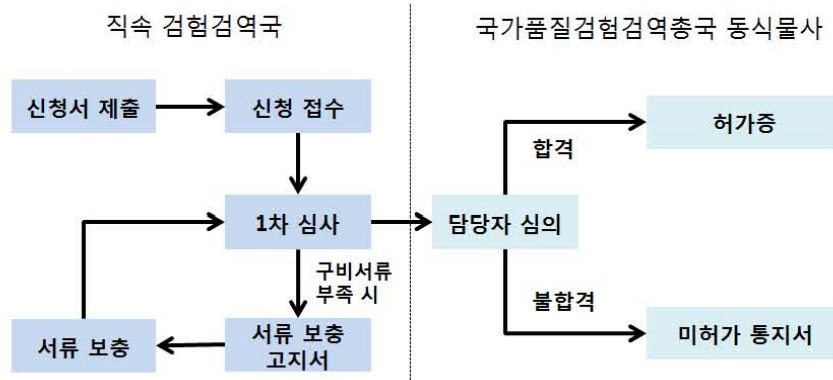 직속 검험검역국
국가품질검험검역총국 동식물사
신청서 제출
신청 접수
1차 심사
구비서류
부족 시
서류 보충
고지서
서류 보충
담당자 심의
합격
허가증
불합격
미허가 통지서